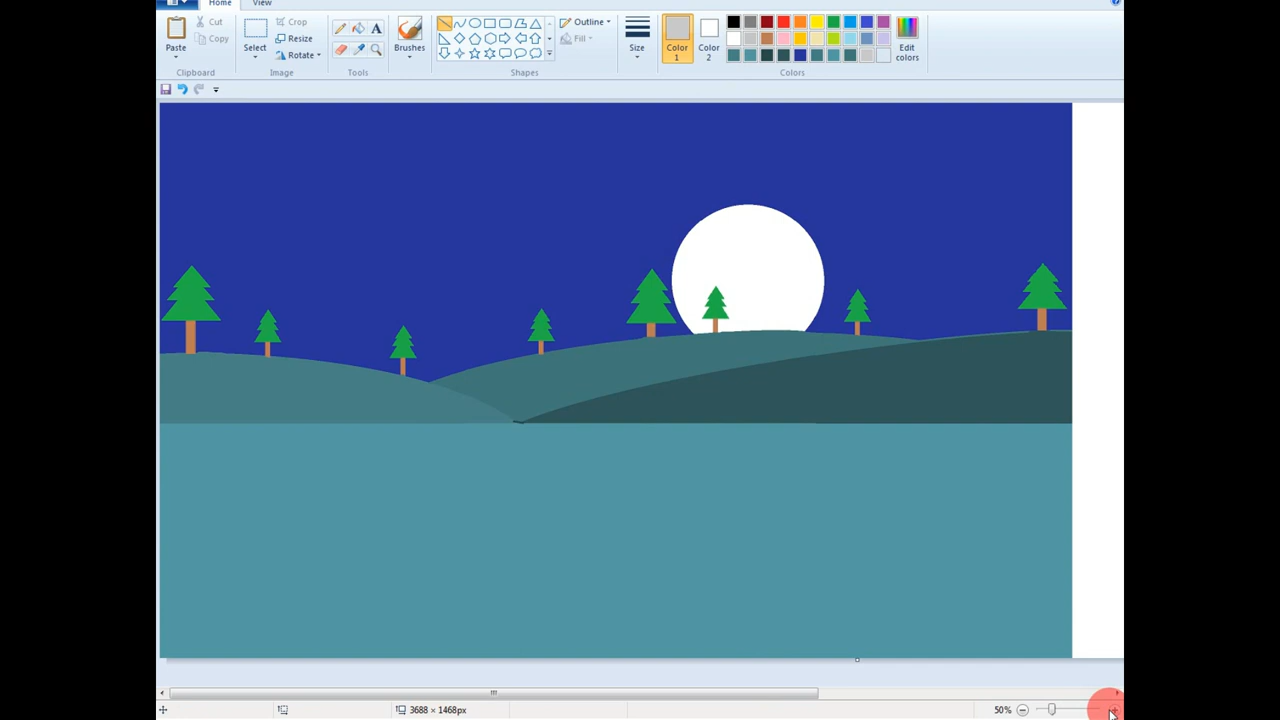 Home View
Paste
Cut
Copy
Clipboard
Select
Crop
Resize
Rotate
Image
Tools
Brushes
Outline
Fill
Shapes
Size
Color
1
Color
2
Edit
colors
Colors
3688 × 1468px
50%